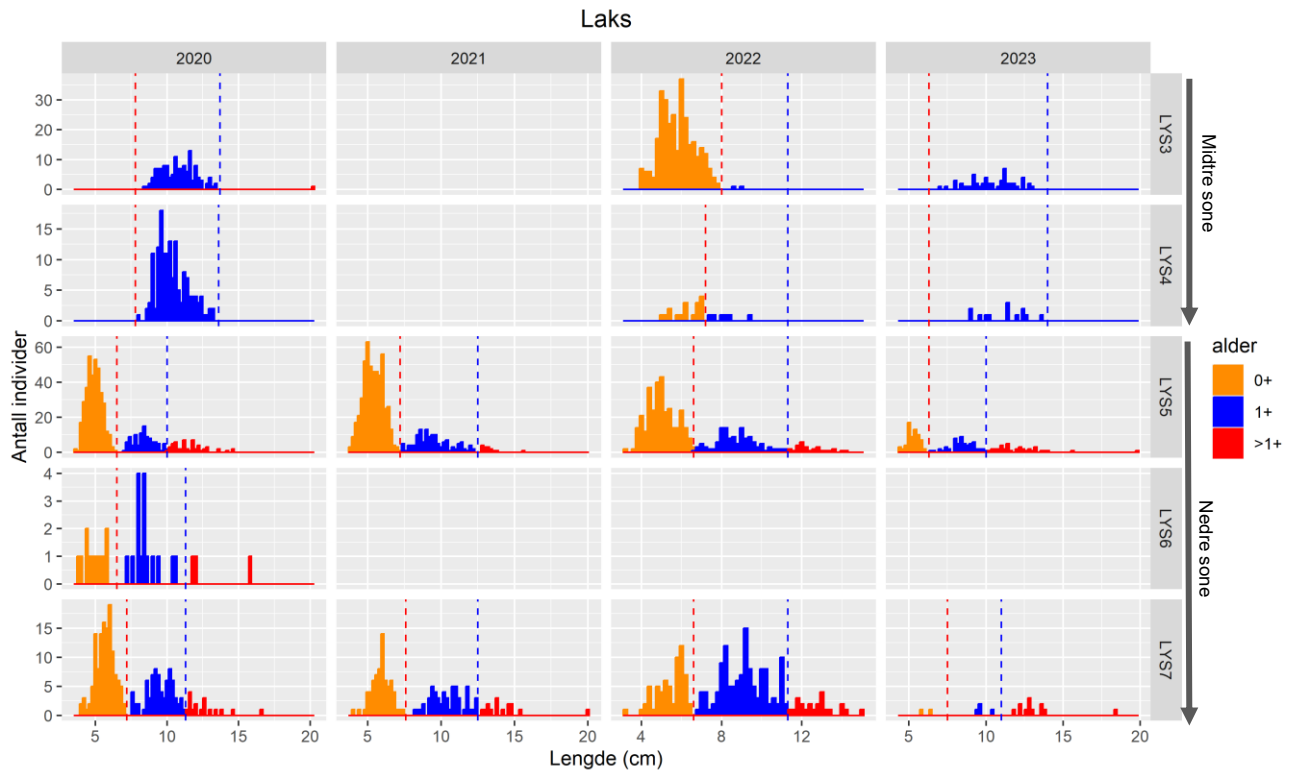 Laks
2020 2021 2022 2023
30
20
10
0
LYS3
15
10
5
0
LYS4
Midtre sone
60
40
20
0
LYS5
Antall individer
alder
0+
1+
>1+
4
3
2
1
0
LYS6
Nedre sone
15
10
5
0
LYS7
5 10 15 20 5 10 15 20 4 8 12 5 10 15 20
Lengde (cm)